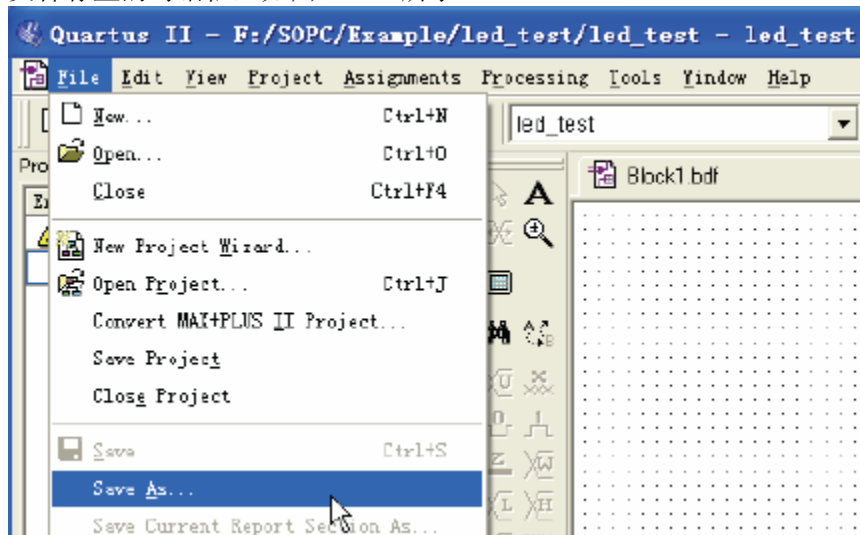 Quartus II - F:/SOPC/Example/led_test/led_test - led_test
File Edit View Project Assignments Processing Tools Window Help
New... Ctrl+N
led_test
Open... Ctrl+O
Pro
Block1.bdf
Close Ctrl+F4
New Project Wizard...
Open Project... Ctrl+J
Convert MAX+PLUS II Project...
Save Project
Close Project
Save Ctrl+S
Save As...
Save Current Report Section As...